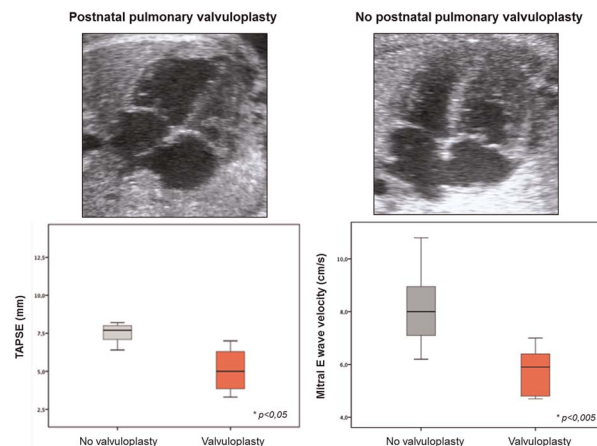 Postnatal pulmonary valvuloplasty
No postnatal pulmonary valvuloplasty
TAPSE (mm)
12,5
10,0
7,5
5,0
2,5
* p<0,05
No valvuloplasty
Valvuloplasty
Mitral E wave velocity (cm/s)
10,0
8,0
6,0
4,0
* p<0,005
No valvuloplasty
Valvuloplasty